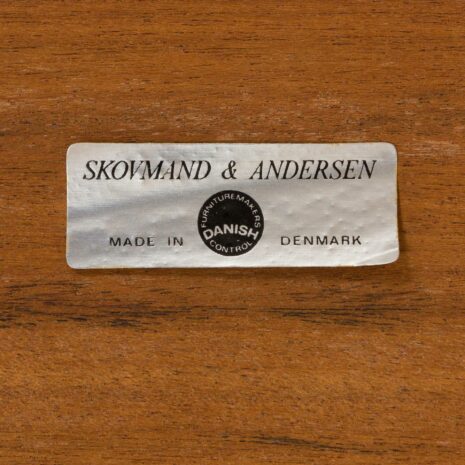 SKOVMAND & ANDERSEN
MADE IN
FURNITUREMAKERS
DANISH
CONTROL
DENMARK